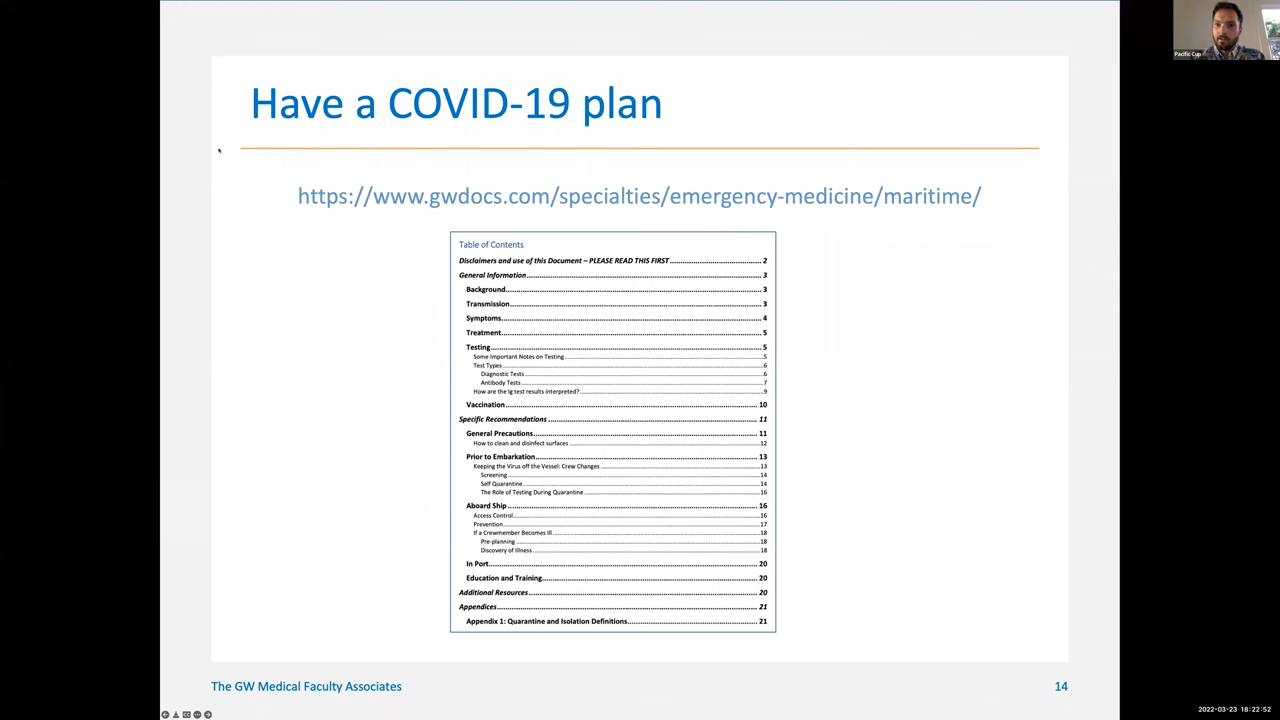 Pacific Cup
Have a COVID-19 plan
https://www.gwdocs.com/specialties/emergency-medicine/maritime/
Table of Contents
Disclaimers and use of this Document – PLEASE READ THIS FIRST 2
General Information 3
Background 3
Transmission 3
Symptoms 4
Treatment 5
Testing 5
Some Important Notes on Testing 5
Test Types 6
Diagnostic Tests 6
Antibody Tests 7
How are the Ig test results interpreted? 9
Vaccination 10
Specific Recommendations 11
General Precautions 11
How to clean and disinfect surfaces 12
Prior to Embarkation 13
Keeping the Virus off the Vessel: Crew Changes 13
Screening 14
Self Quarantine 14
The Role of Testing During Quarantine 16
Aboard Ship 16
Access Control 16
Prevention 17
If a Crewmember Becomes Ill 18
Pre-planning 18
Discovery of Illness 18
In Port 20
Education and Training 20
Additional Resources 20
Appendices 21
Appendix 1: Quarantine and Isolation Definitions 21
The GW Medical Faculty Associates
14
2022-03-23 18:22:52